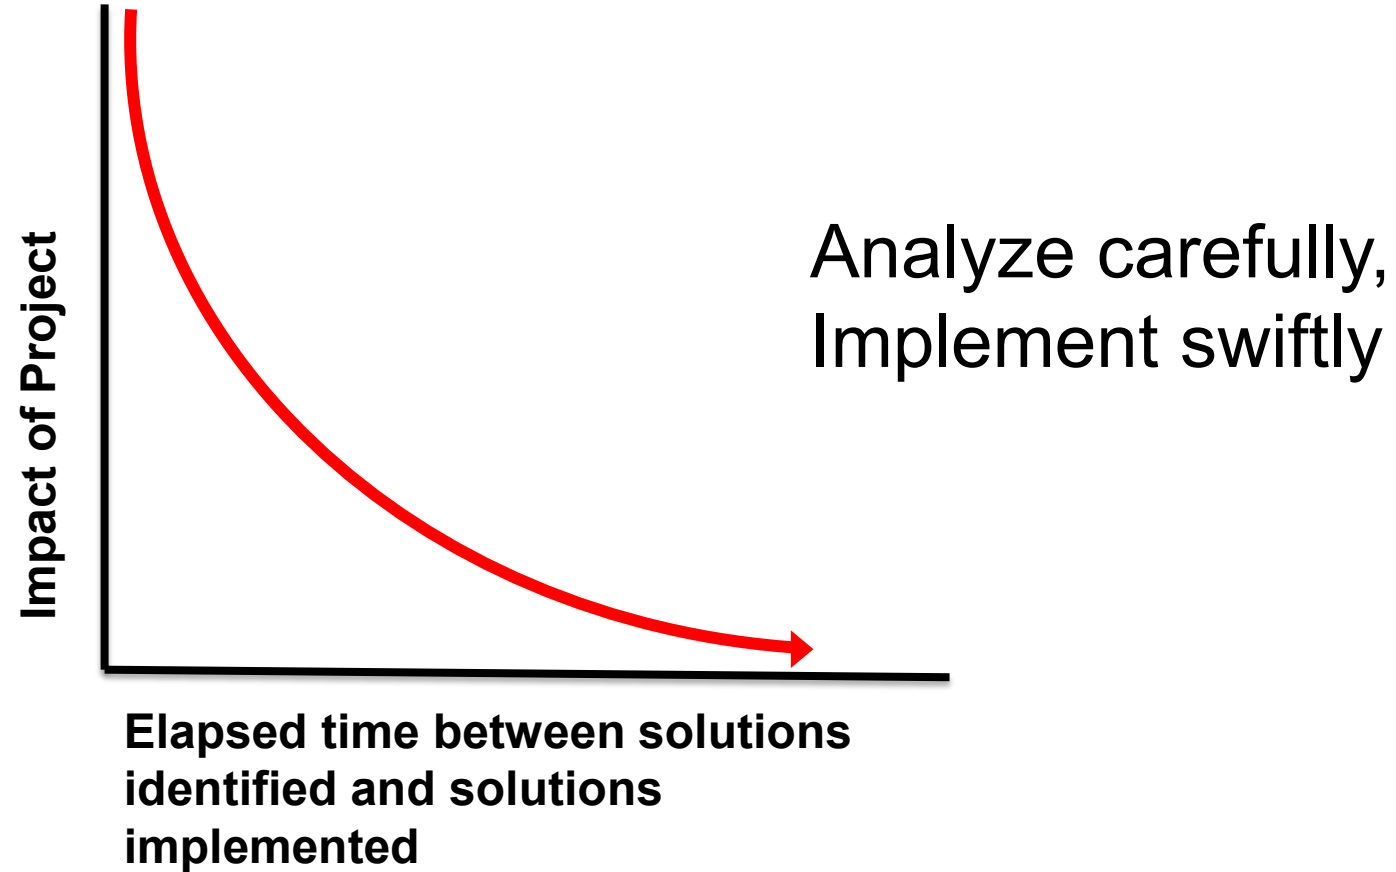 Impact of Project
Analyze carefully,
Implement swiftly
Elapsed time between solutions
identified and solutions
implemented